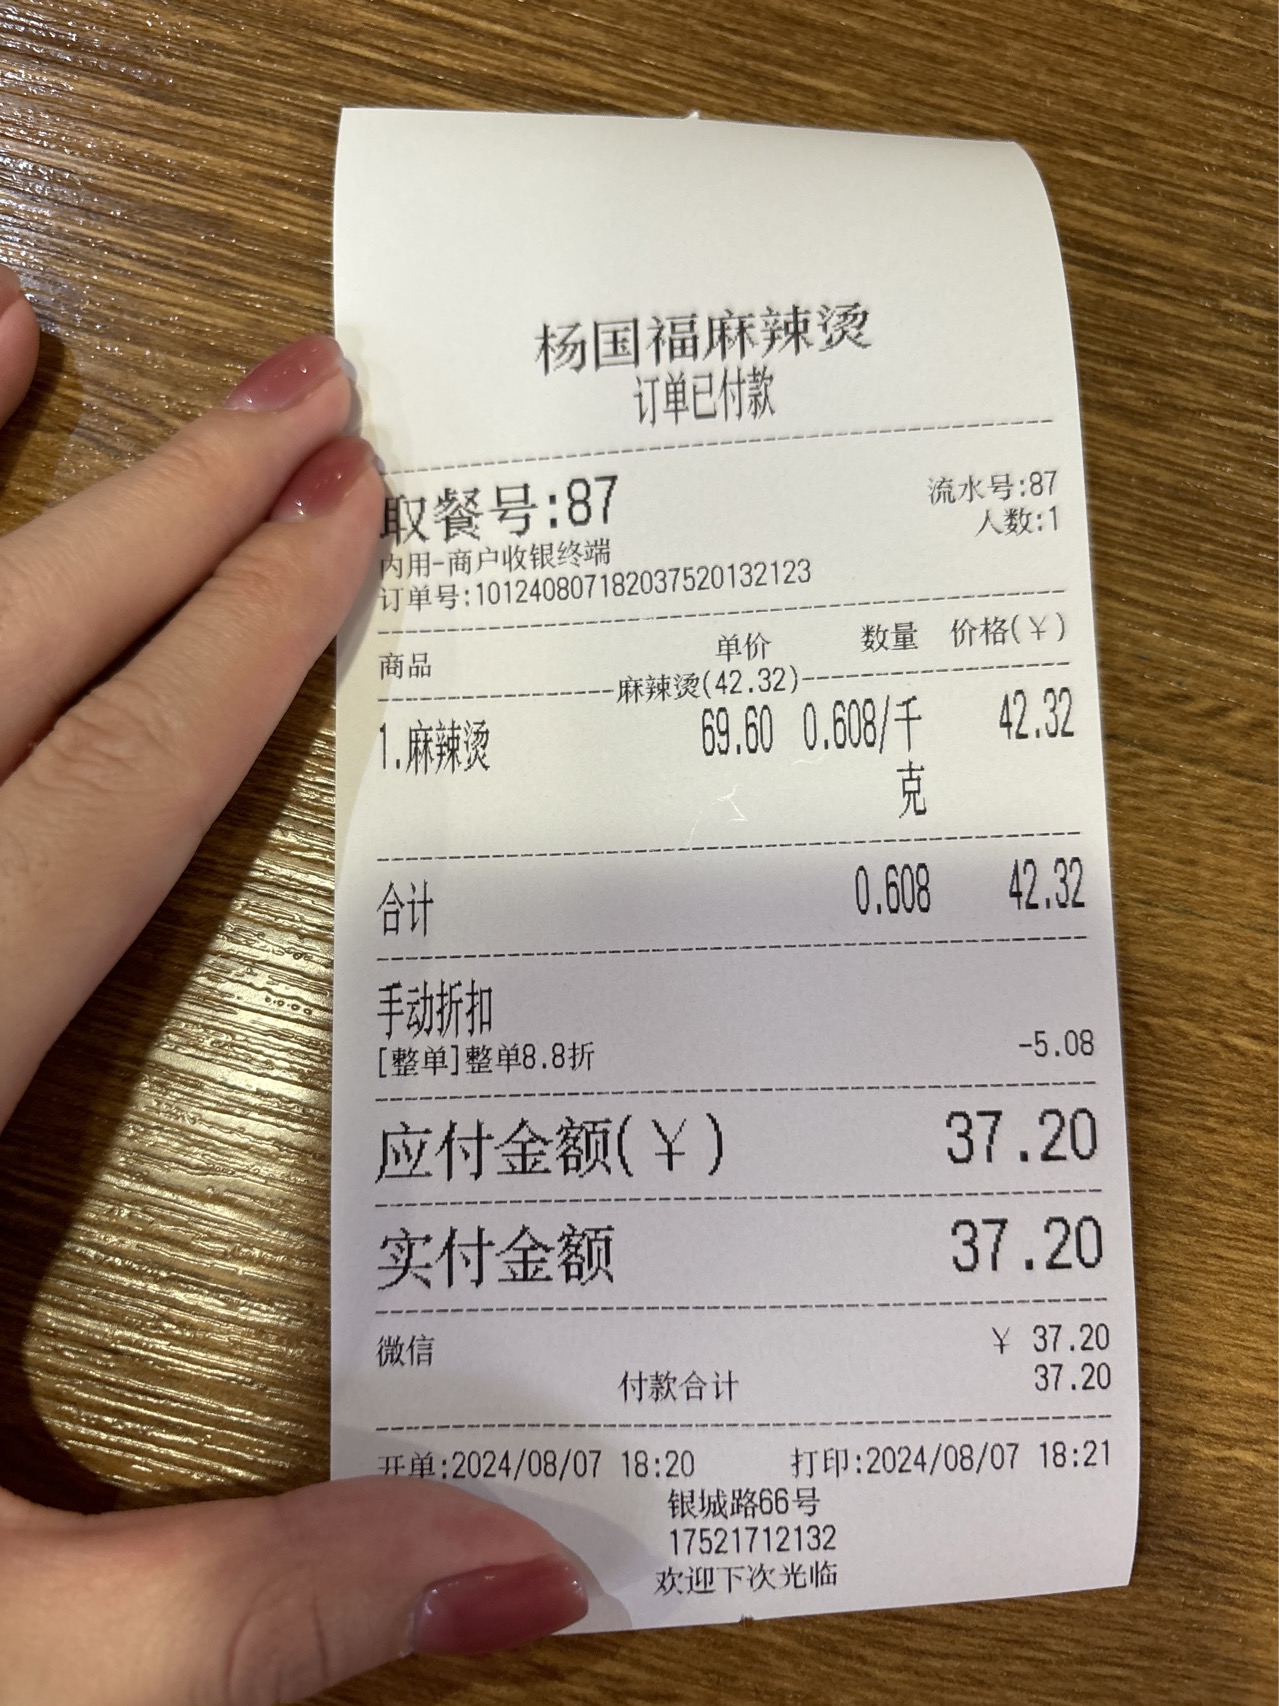 杨国福麻辣烫
订单已付款
取餐号:87
流水号:87
人数:1
内用-商户收银终端
订单号:101240807182037520132123
商品 单价 数量 价格(¥)
麻辣烫(42.32)
1.麻辣烫 69.60 0.608/千克 42.32
合计 0.608 42.32
手动折扣
[整单]整单8.8折 -5.08
应付金额(¥) 37.20
实付金额 37.20
微信 ¥ 37.20
付款合计 37.20
开单:2024/08/07 18:20 打印:2024/08/07 18:21
银城路66号
17521712132
欢迎下次光临